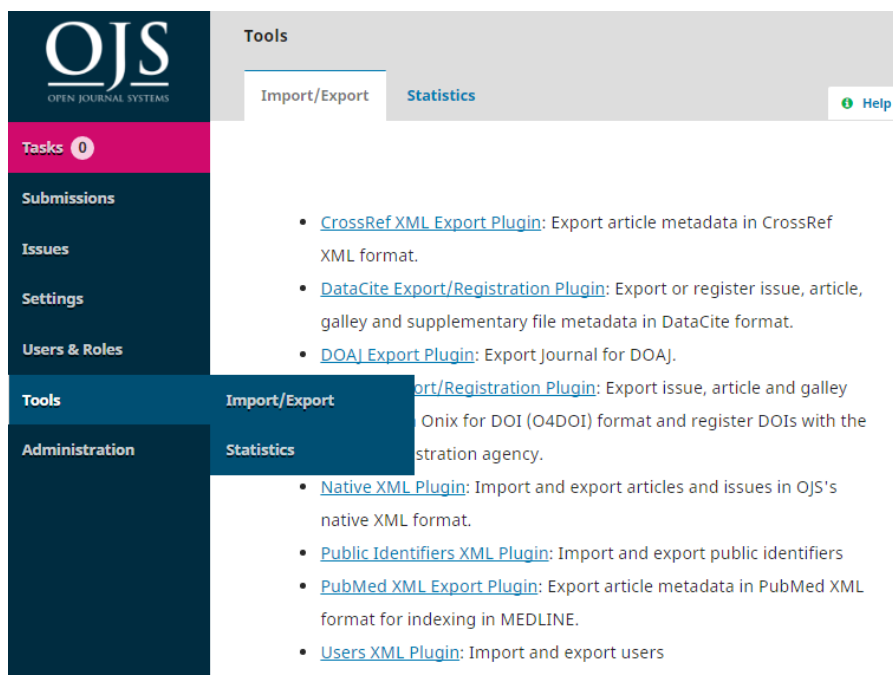 OJS
OPEN JOURNAL SYSTEMS
Tools
Import/Export
Statistics
Help
Tasks 0
Submissions
Issues
Settings
Users & Roles
Tools
Administration
Import/Export
Statistics
• CrossRef XML Export Plugin: Export article metadata in CrossRef
XML format.
• DataCite Export/Registration Plugin: Export or register issue, article,
galley and supplementary file metadata in DataCite format.
• DOAJ Export Plugin: Export Journal for DOAJ.
ort/Registration Plugin: Export issue, article and galley
Onix for DOI (O4DOI) format and register DOIs with the
stration agency.
• Native XML Plugin: Import and export articles and issues in OJS's
native XML format.
• Public Identifiers XML Plugin: Import and export public identifiers
• PubMed XML Export Plugin: Export article metadata in PubMed XML
format for indexing in MEDLINE.
• Users XML Plugin: Import and export users